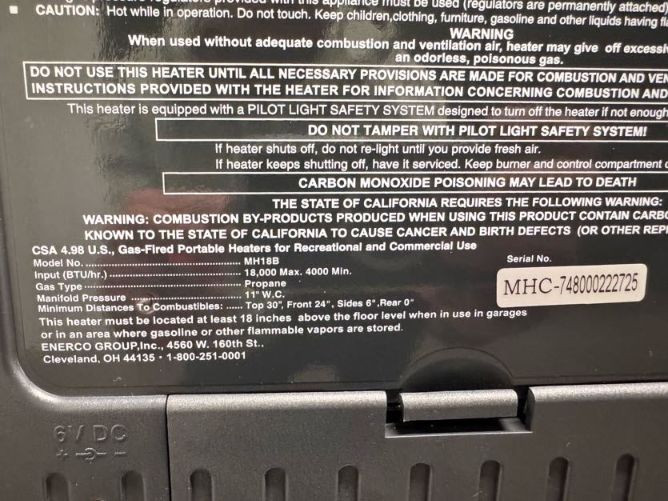 provided with this appliance must be used (regulators are permanently attached)
■ CAUTION: Hot while in operation. Do not touch. Keep children,clothing, furniture, gasoline and other liquids having
WARNING
When used without adequate combustion and ventilation air, heater may give off
an odorless, poisonous gas.
DO NOT USE THIS HEATER UNTIL ALL NECESSARY PROVISIONS ARE MADE FOR COMBUSTION AND
INSTRUCTIONS PROVIDED WITH THE HEATER FOR INFORMATION CONCERNING COMBUSTION AND
This heater is equipped with a PILOT LIGHT SAFETY SYSTEM designed to turn off the heater if not enough
DO NOT TAMPER WITH PILOT LIGHT SAFETY SYSTEM!
If heater shuts off, do not re-light until you provide fresh air.
If heater keeps shutting off, have it serviced. Keep burner and control compartment
CARBON MONOXIDE POISONING MAY LEAD TO DEATH
THE STATE OF CALIFORNIA REQUIRES THE FOLLOWING WARNING:
WARNING: COMBUSTION BY-PRODUCTS PRODUCED WHEN USING THIS PRODUCT CONTAIN
KNOWN TO THE STATE OF CALIFORNIA TO CAUSE CANCER AND BIRTH DEFECTS (OR OTHER
CSA 4.98 U.S., Gas-Fired Portable Heaters for Recreational and Commercial Use
Model No. .......... MH18B
Input (BTU/hr.) .......... 18,000 Max. 4000 Min.
Gas Type .......... Propane
Manifold Pressure .......... 11" W.C.
Minimum Distances To Combustibles: ...... Top 30", Front 24", Sides 6",Rear 0"
This heater must be located at least 18 inches above the floor level when in use in garages
or in an area where gasoline or other flammable vapors are stored.
ENERCO GROUP,Inc., 4560 W. 160th St..
Cleveland, OH 44135 • 1-800-251-0001
Serial No.
MHC-748000222725
6V DC